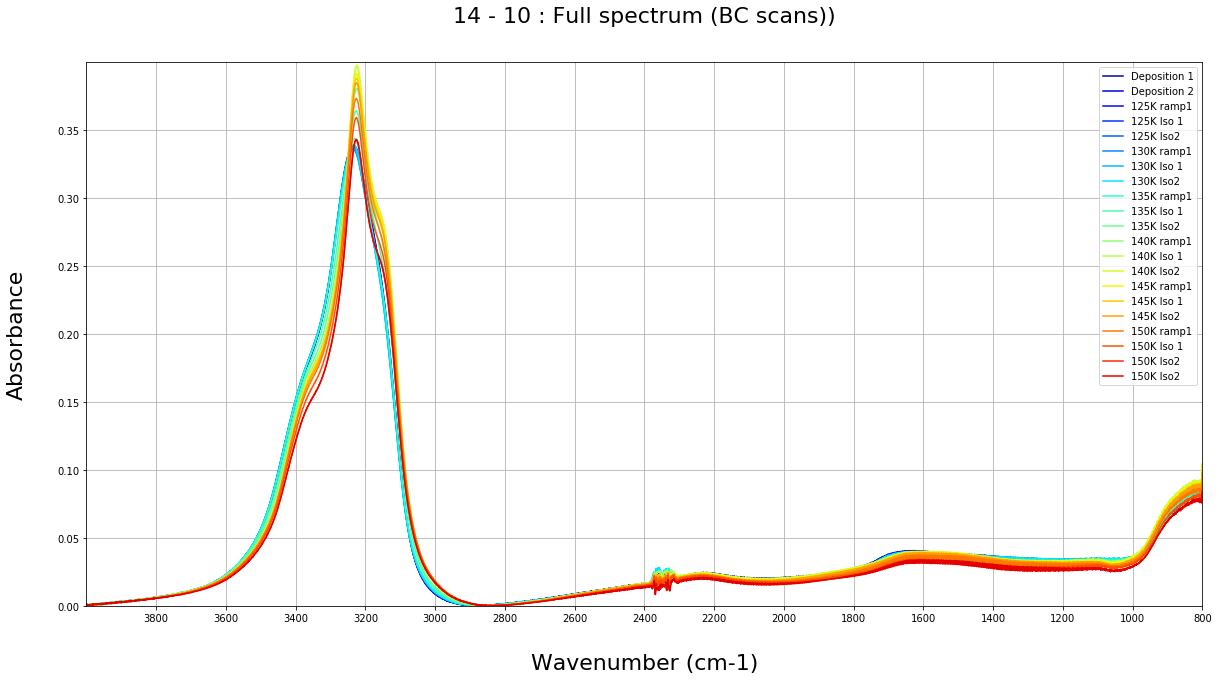 14 - 10 : Full spectrum (BC scans))
Absorbance
0.35
0.30
0.25
0.20
0.15
0.10
0.05
0.00
3800 3600 3400 3200 3000 2800 2600 2400 2200 2000 1800 1600 1400 1200 1000 800
Wavenumber (cm-1)
Deposition 1
Deposition 2
125K ramp1
125K Iso 1
125K Iso2
130K ramp1
130K Iso 1
130K Iso2
135K ramp1
135K Iso 1
135K Iso2
140K ramp1
140K Iso 1
140K Iso2
145K ramp1
145K Iso 1
145K Iso2
150K ramp1
150K Iso 1
150K Iso2
150K Iso2